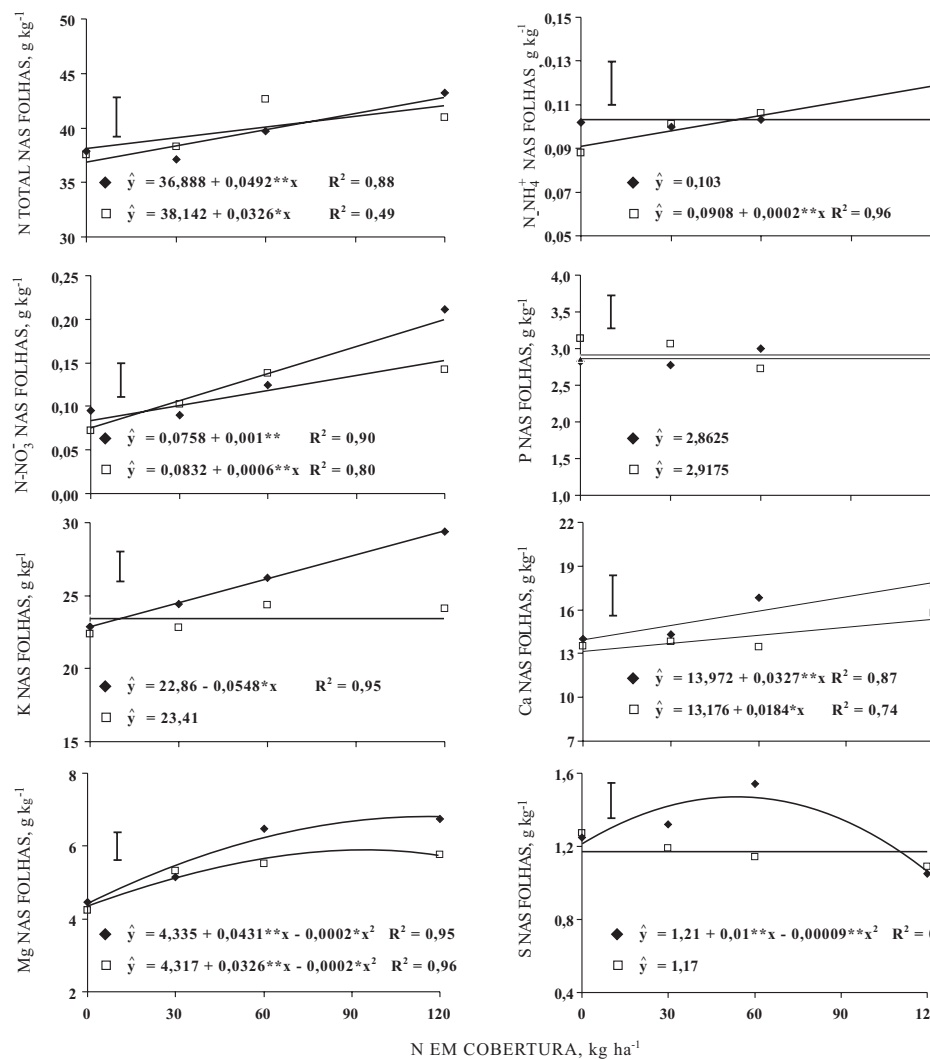 N TOTAL NAS FOLHAS, g kg⁻¹
50
45
40
35
30
◆ ŷ = 36,888 + 0,0492**x R² = 0,88
□ ŷ = 38,142 + 0,0326*x R² = 0,49
N-NH₄⁺ NAS FOLHAS g kg⁻¹
0,15
0,13
0,11
0,09
0,07
0,05
◆ ŷ = 0,103
□ ŷ = 0,0908 + 0,0002**x R² = 0,96
N-NO₃⁻ NAS FOLHAS, g kg⁻¹
0,25
0,20
0,15
0,10
0,05
0,00
◆ ŷ = 0,0758 + 0,001** R² = 0,90
□ ŷ = 0,0832 + 0,0006**x R² = 0,80
P NAS FOLHAS, g kg⁻¹
4,0
3,5
3,0
2,5
2,0
1,5
1,0
◆ ŷ = 2,8625
□ ŷ = 2,9175
K NAS FOLHAS, g kg⁻¹
30
25
20
15
◆ ŷ = 22,86 - 0,0548*x R² = 0,95
□ ŷ = 23,41
Ca NAS FOLHAS, g kg⁻¹
22
19
16
13
10
7
◆ ŷ = 13,972 + 0,0327**x R² = 0,87
□ ŷ = 13,176 + 0,0184*x R² = 0,74
Mg NAS FOLHAS, g kg⁻¹
8
6
4
2
◆ ŷ = 4,335 + 0,0431**x - 0,0002*x² R² = 0,95
□ ŷ = 4,317 + 0,0326**x - 0,0002*x² R² = 0,96
0 30 60 90 120
S NAS FOLHAS, g kg⁻¹
1,6
1,2
0,8
0,4
◆ ŷ = 1,21 + 0,01**x - 0,00009**x² R² =
□ ŷ = 1,17
0 30 60 90
N EM COBERTURA, kg ha⁻¹